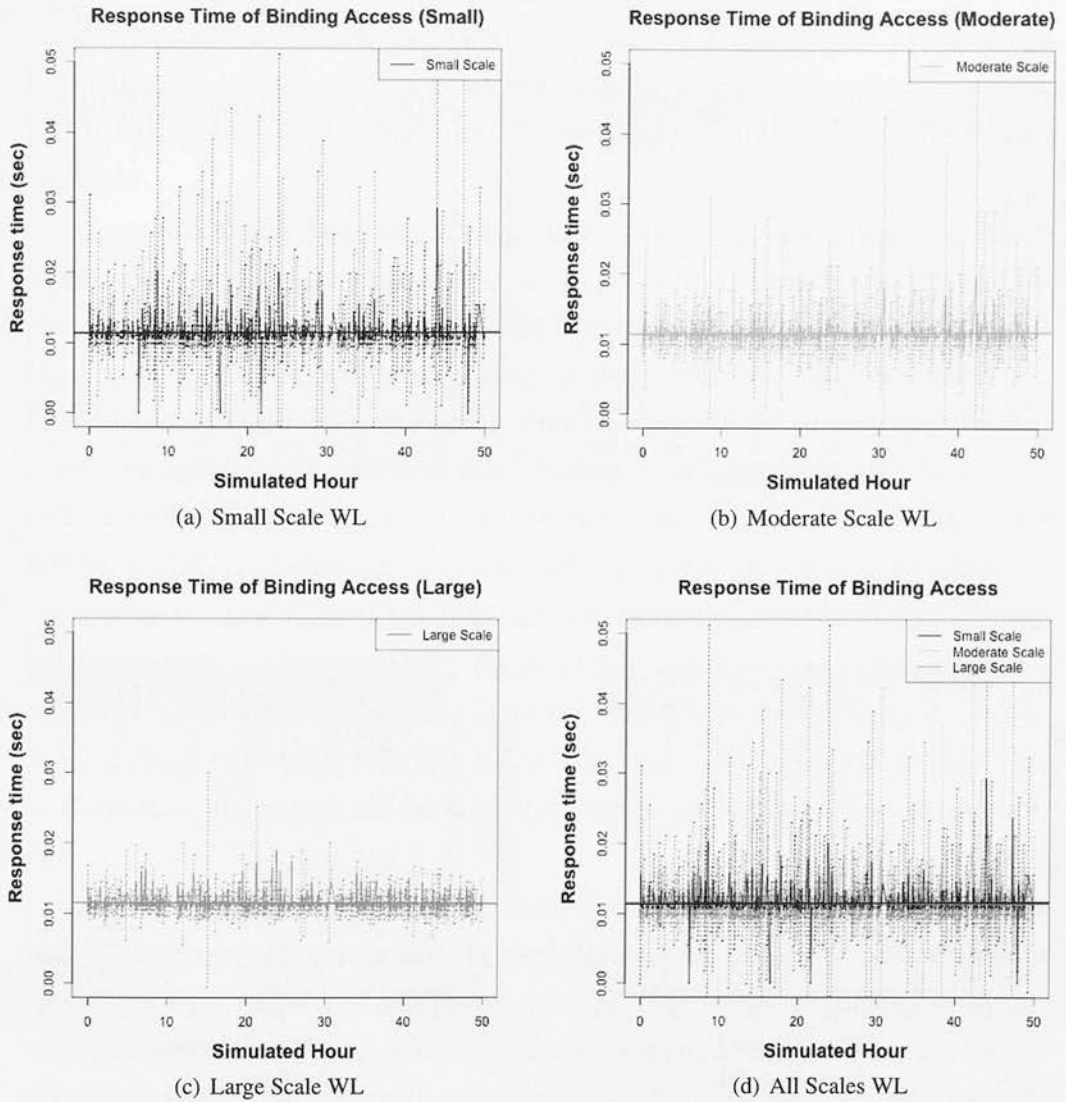 Response Time of Binding Access (Small)
Response time (sec)
0.05
0.04
0.03
0.02
0.01
0.00
Small Scale
0 10 20 30 40 50
Simulated Hour
(a) Small Scale WL
Response Time of Binding Access (Moderate)
Response time (sec)
0.05
0.04
0.03
0.02
0.01
0.00
Moderate Scale
0 10 20 30 40 50
Simulated Hour
(b) Moderate Scale WL
Response Time of Binding Access (Large)
Response time (sec)
0.05
0.04
0.03
0.02
0.01
0.00
Large Scale
0 10 20 30 40 50
Simulated Hour
(c) Large Scale WL
Response Time of Binding Access
Response time (sec)
0.05
0.04
0.03
0.02
0.01
0.00
Small Scale
Moderate Scale
Large Scale
0 10 20 30 40 50
Simulated Hour
(d) All Scales WL